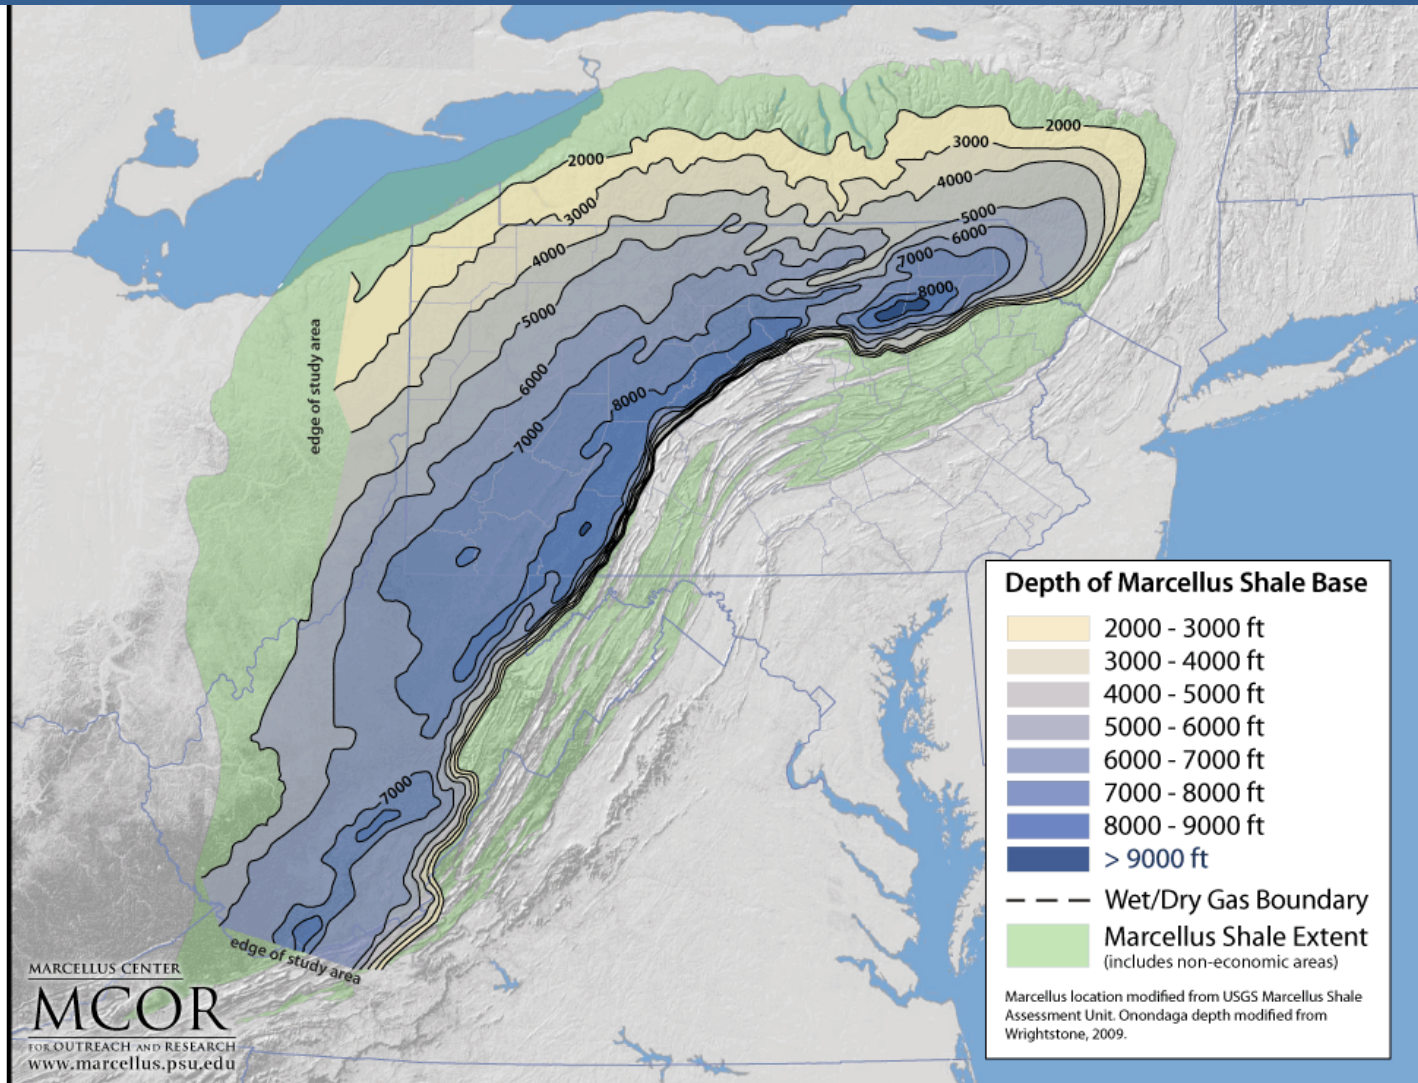 2000
3000
4000
5000
6000
7000
8000
2000
3000
4000
5000
6000
7000
8000
7000
edge of study area
edge of study area
Depth of Marcellus Shale Base
2000 - 3000 ft
3000 - 4000 ft
4000 - 5000 ft
5000 - 6000 ft
6000 - 7000 ft
7000 - 8000 ft
8000 - 9000 ft
> 9000 ft
Wet/Dry Gas Boundary
Marcellus Shale Extent
(includes non-economic areas)
Marcellus location modified from USGS Marcellus Shale
Assessment Unit. Onondaga depth modified from
Wrightstone, 2009.
MARCELLUS CENTER
MCOR
FOR OUTREACH AND RESEARCH
www.marcellus.psu.edu